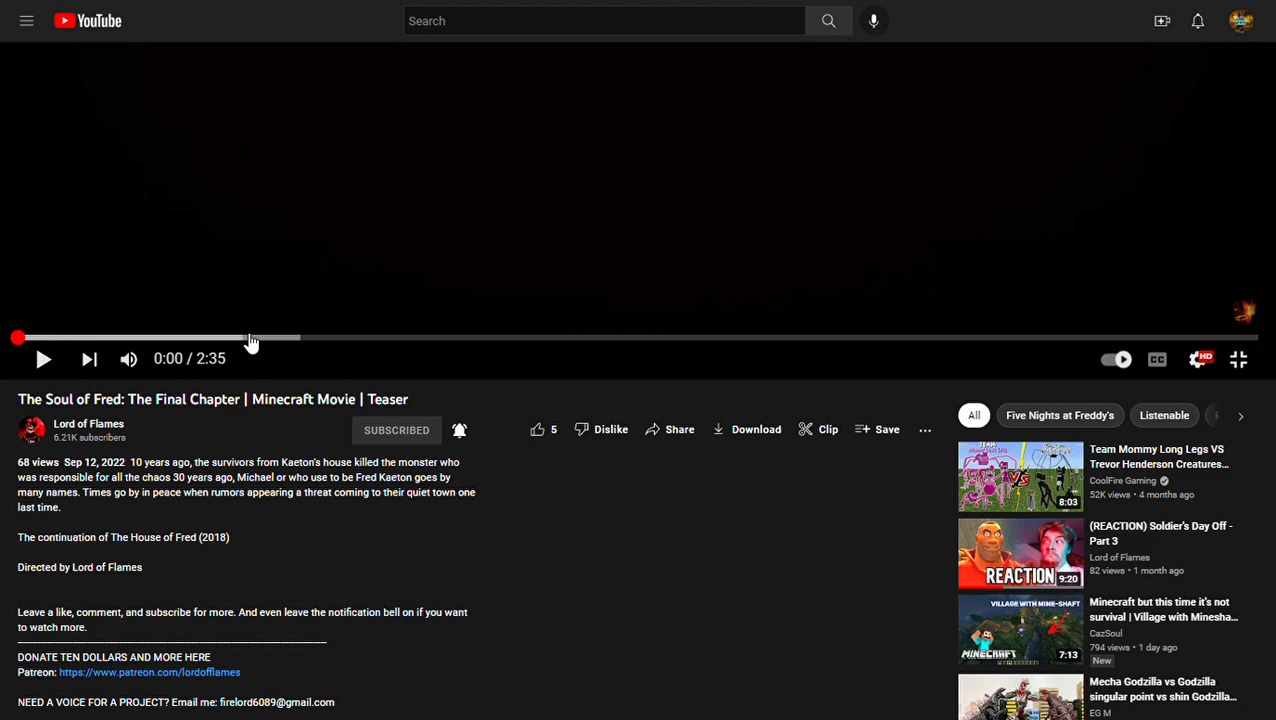 YouTube
Search
0:00 / 2:35
CC
HD
The Soul of Fred: The Final Chapter | Minecraft Movie | Teaser
Lord of Flames
6.21K subscribers
SUBSCRIBED
5
Dislike
Share
Download
Clip
Save
68 views Sep 12, 2022 10 years ago, the survivors from Kaeton's house killed the monster who
was responsible for all the chaos 30 years ago, Michael or who use to be Fred Kaeton goes by
many names. Times go by in peace when rumors appearing a threat coming to their quiet town one
last time.
The continuation of The House of Fred (2018)
Directed by Lord of Flames
Leave a like, comment, and subscribe for more. And even leave the notification bell on if you want
to watch more.
DONATE TEN DOLLARS AND MORE HERE
Patreon: https://www.patreon.com/lordofflames
NEED A VOICE FOR A PROJECT? Email me: firelord6089@gmail.com
All
Five Nights at Freddy's
Listenable
VS
8:03
Team Mommy Long Legs VS
Trevor Henderson Creatures...
CoolFire Gaming
52K views • 4 months ago
REACTION
9:20
(REACTION) Soldier's Day Off -
Part 3
Lord of Flames
82 views • 1 month ago
VILLAGE WITH MINE-SHAFT
MINECRAFT
7:13
Minecraft but this time it's not
survival | Village with Minesha...
CazSoul
794 views • 1 day ago
New
Mecha Godzilla vs Godzilla
singular point vs shin Godzilla...
EG M